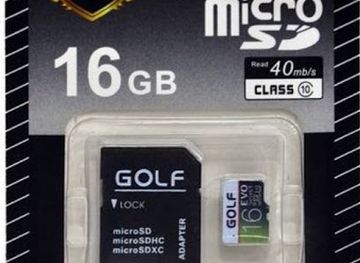 micro
SD
16GB
Read 40mb/s
CLASS 10
GOLF
LOCK
microSD
microSDHC
microSDXC
ADAPTER
GOLF
16
EVO